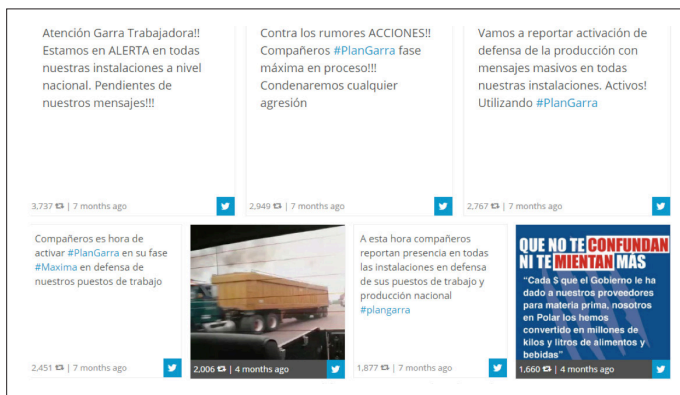 Atención Garra Trabajadora!!
Estamos en ALERTA en todas
nuestras instalaciones a nivel
nacional. Pendientes de
nuestros mensajes!!!
3,737 | 7 months ago
Contra los rumores ACCIONES!!
Compañeros #PlanGarra fase
máxima en proceso!!!
Condenaremos cualquier
agresión
2,949 | 7 months ago
Vamos a reportar activación de
defensa de la producción con
mensajes masivos en todas
nuestras instalaciones. Activos!
Utilizando #PlanGarra
2,767 | 7 months ago
Compañeros es hora de
activar #PlanGarra en su fase
#Maxima en defensa de
nuestros puestos de trabajo
2,451 | 7 months ago
2,006 | 4 months ago
A esta hora compañeros
reportan presencia en todas
las instalaciones en defensa
de sus puestos de trabajo y
producción nacional
#plangarra
1,877 | 7 months ago
QUE NO TE CONFUNDAN
NI TE MIENTAN MÁS
"Cada $ que el Gobierno le ha
dado a nuestros proveedores
para materia prima, nosotros
en Polar los hemos
convertido en millones de
kilos y litros de alimentos y
bebidas"
1,660 | 4 months ago